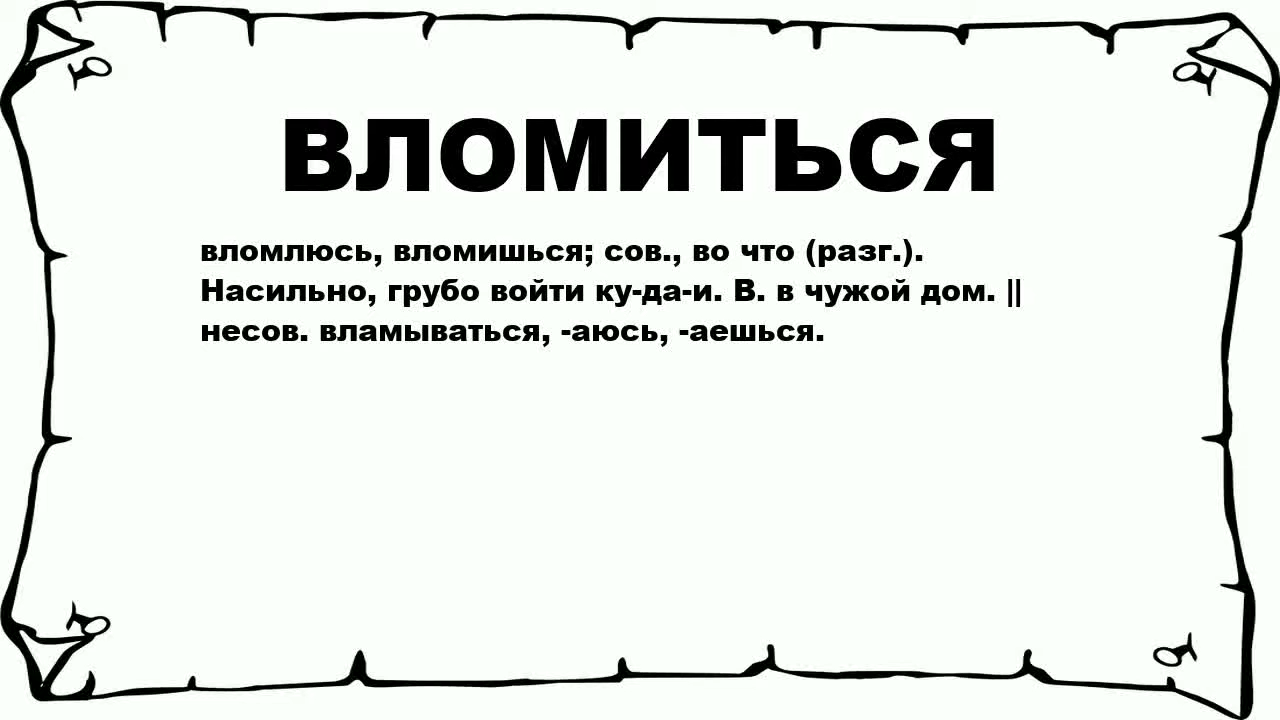 ВЛОМИТЬСЯ
вломлюсь, вломишься; сов., во что (разг.).
Насильно, грубо войти ку-да-и. В. в чужой дом. ||
несов. вламываться, -аюсь, -аешься.